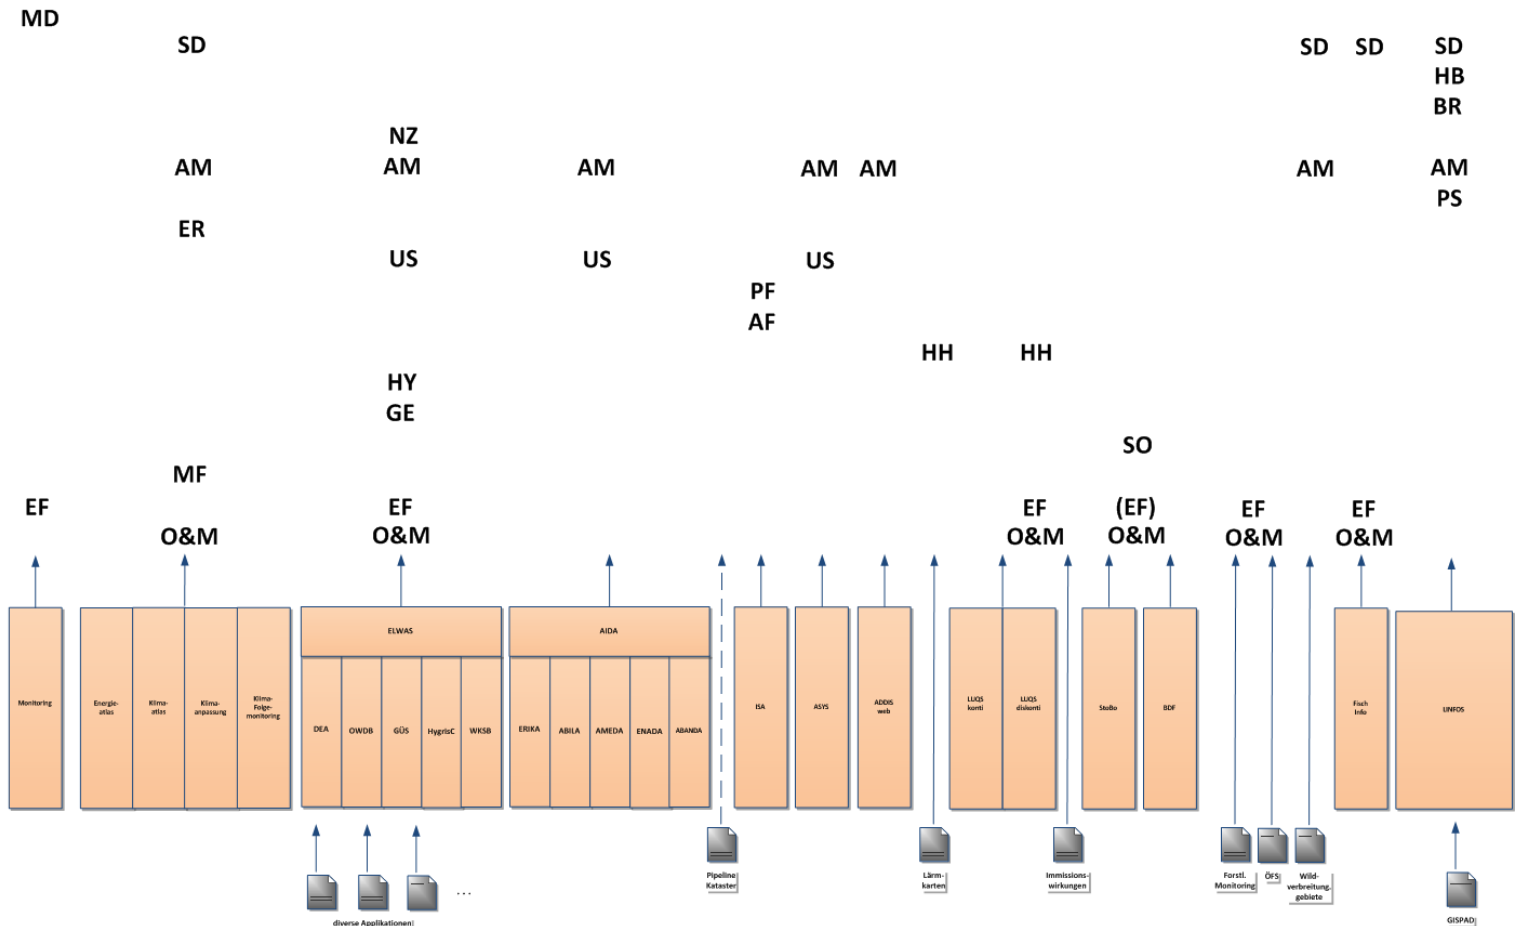 MD
SD
SD SD SD
HB
BR
NZ
AM AM AM AM AM AM AM
PS
ER
US US US
PF
AF
HH HH
HY
GE
SO
MF
EF EF EF (EF) EF EF
O&M O&M O&M O&M O&M O&M
ELWAS AIDA
Monitoring
Energie-
atlas
Klima-
atlas
Klima-
anpassung
Klima-
Folge-
monitoring
DEA OWDB GÜS HygrisC WKSB
ERIKA ABILA AMEDA ENADA ABANDA
ISA
ASYS
ADDIS
web
LUQS
konti
LUQS
diskonti
StoBo
BDF
Fisch
Info
LINFOS
Pipeline
Kataster
Lärm-
karten
Immissions-
wirkungen
Forstl.
Monitoring
ÖFS
Wild-
verbreitung.
gebiete
...
diverse Applikationen
GISPAD